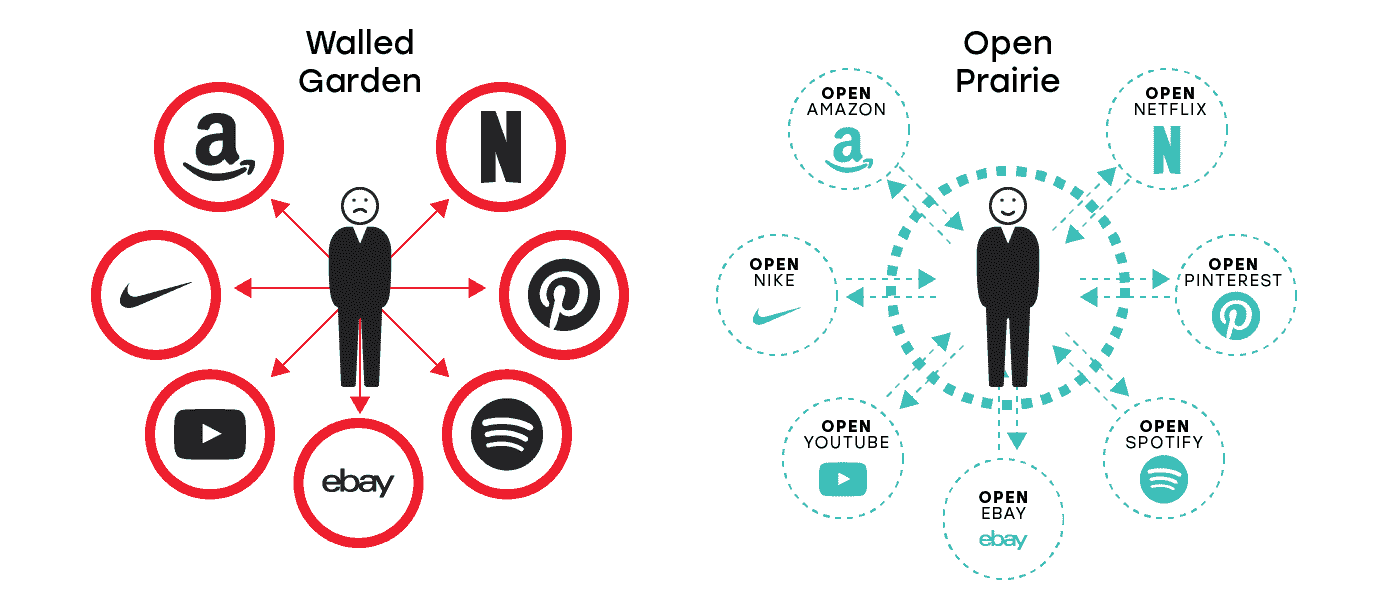 Walled
Garden
a
N
ebay
Open
Prairie
OPEN
AMAZON
a
OPEN
NETFLIX
N
OPEN
NIKE
OPEN
PINTEREST
OPEN
YOUTUBE
OPEN
SPOTIFY
OPEN
EBAY
ebay